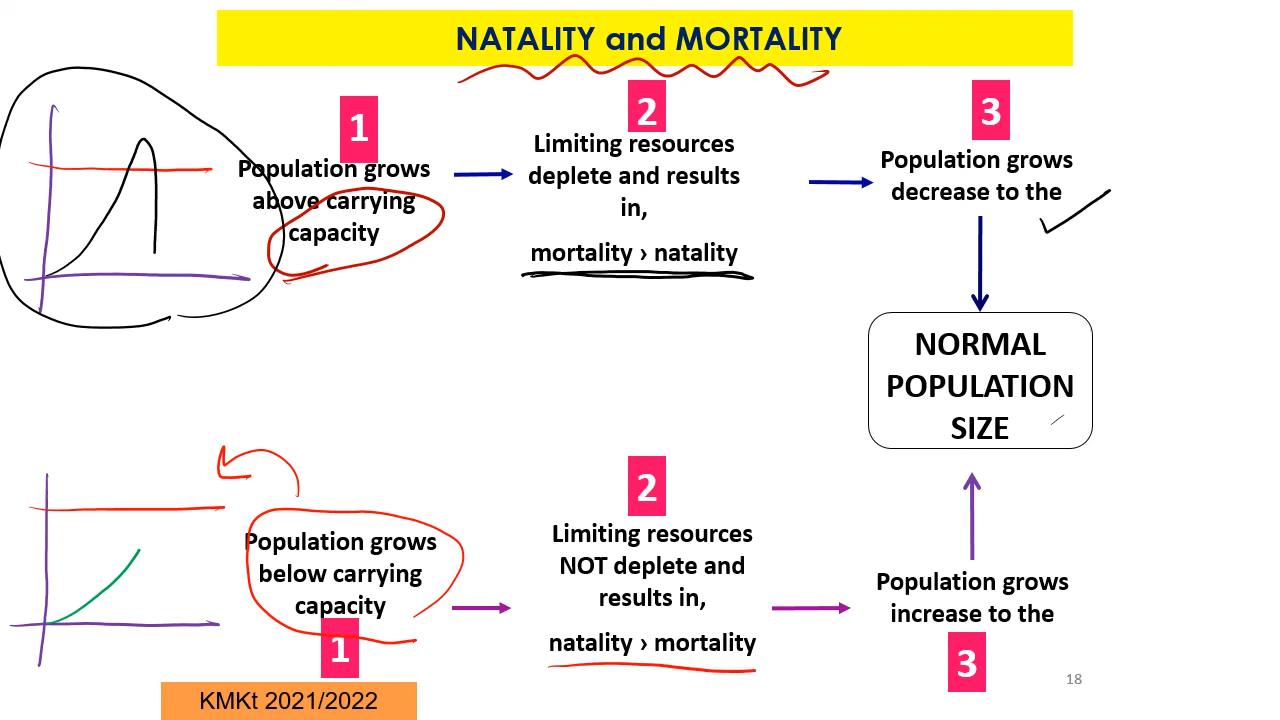 NATALITY and MORTALITY
1
Population grows
above carrying
capacity
2
Limiting resources
deplete and results
in,
mortality › natality
3
Population grows
decrease to the
NORMAL
POPULATION
SIZE
Population grows
below carrying
capacity
1
2
Limiting resources
NOT deplete and
results in,
natality › mortality
Population grows
increase to the
3
KMKt 2021/2022
18